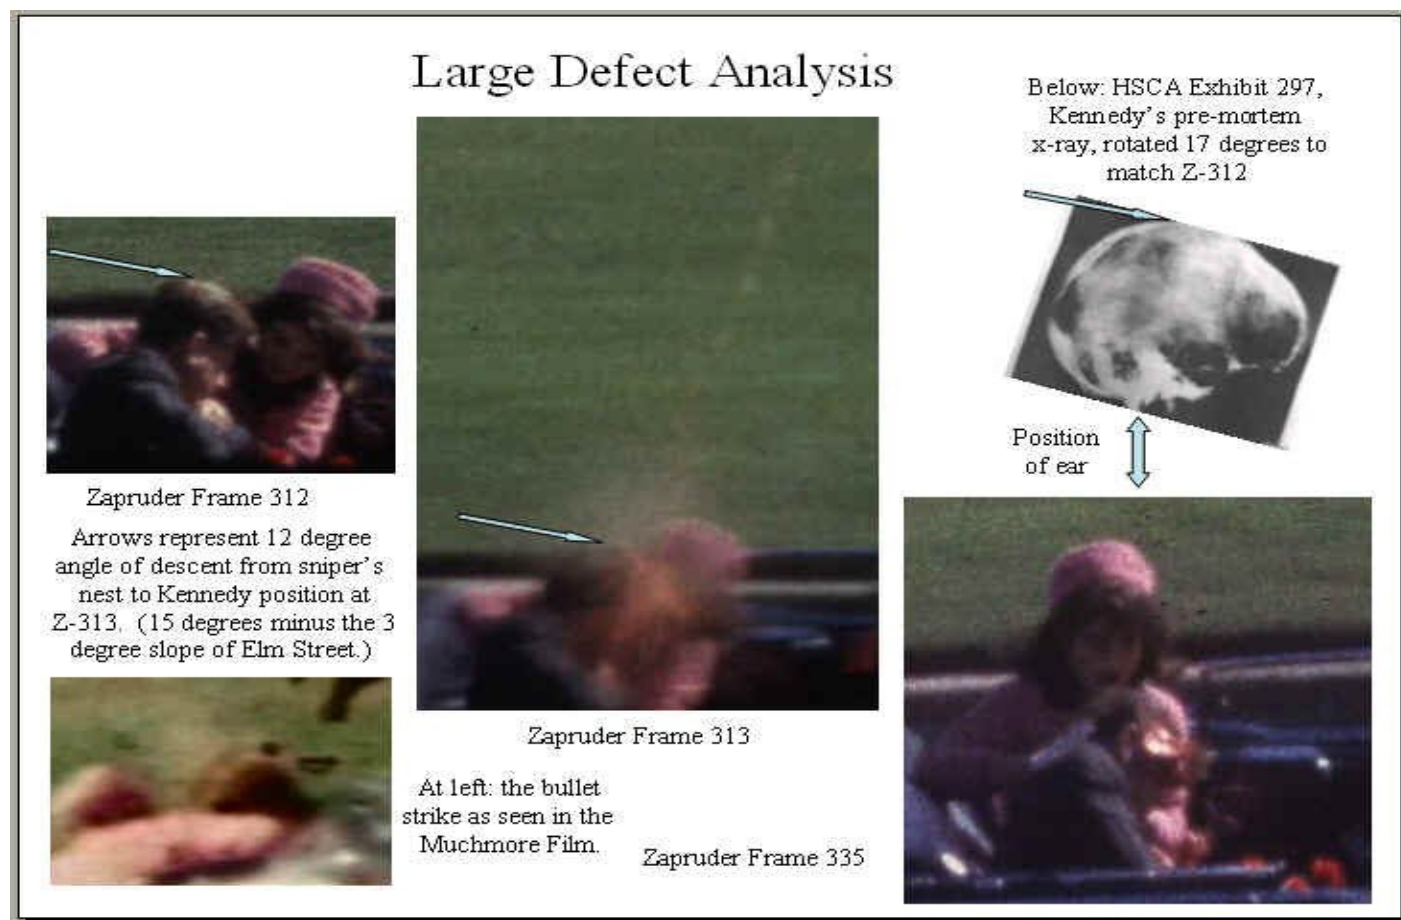 Large Defect Analysis
Below: HSCA Exhibit 297,
Kennedy's pre-mortem
x-ray, rotated 17 degrees to
match Z-312
Zapruder Frame 312
Arrows represent 12 degree
angle of descent from sniper's
nest to Kennedy position at
Z-313. (15 degrees minus the 3
degree slope of Elm Street.)
Zapruder Frame 313
At left: the bullet
strike as seen in the
Muchmore Film.
Position
of ear
Zapruder Frame 335